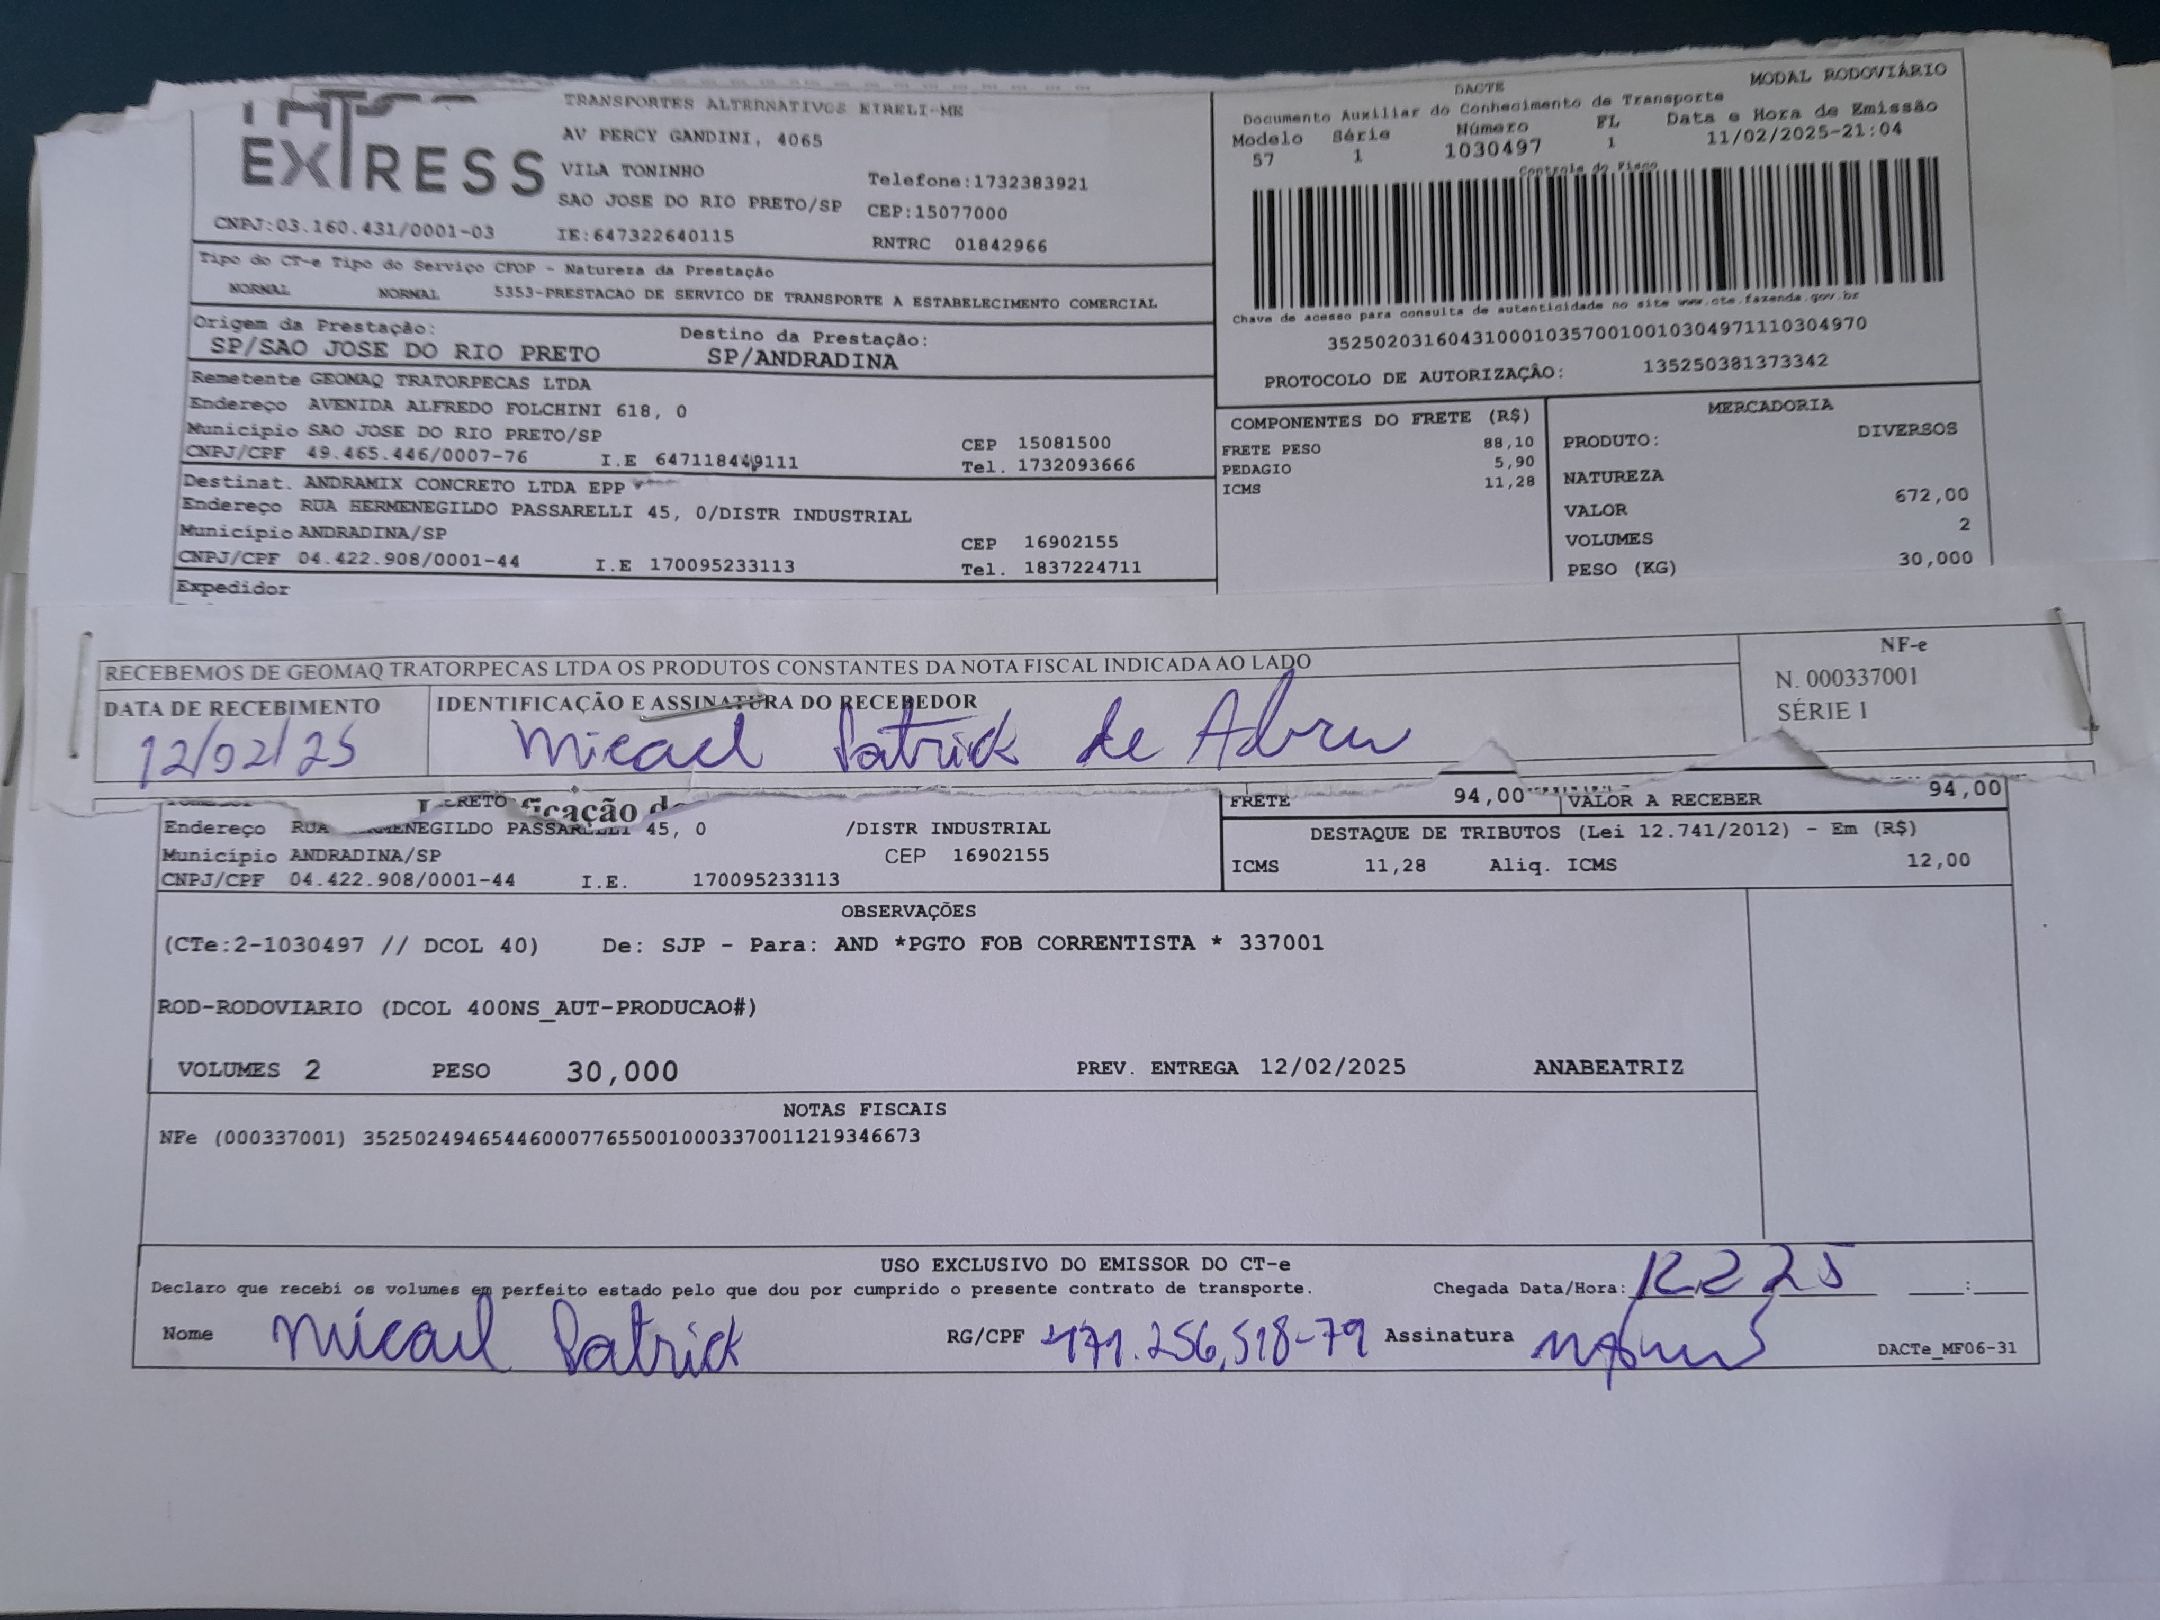 EXPRESS
TRANSPORTES ALTERNATIVOS EIRELI-ME
AV PERCY GANDINI, 4065
VILA TONINHO
Telefone:1732383921
SAO JOSE DO RIO PRETO/SP CEP:15077000
CNPJ:03.160.431/0001-03 IE:647322640115 RNTRC 01842966
DACTE MODAL RODOVIÁRIO
Documento Auxiliar do Conhecimento de Transporte
Modelo Série Número FL Data e Hora de Emissão
57 1 1030497 1 11/02/2025-21:04
Controle do Fisco
Chave de acesso para consulta de autenticidade no site www.cte.fazenda.gov.br
35250203160431000103570010010304971110304970
PROTOCOLO DE AUTORIZAÇÃO: 135250381373342
Tipo do CT-e Tipo do Serviço CFOP - Natureza da Prestação
NORMAL NORMAL 5353-PRESTACAO DE SERVICO DE TRANSPORTE A ESTABELECIMENTO COMERCIAL
Origem da Prestação: Destino da Prestação:
SP/SAO JOSE DO RIO PRETO SP/ANDRADINA
Remetente GEOMAQ TRATORPECAS LTDA
Endereço AVENIDA ALFREDO FOLCHINI 618, 0
Município SAO JOSE DO RIO PRETO/SP CEP 15081500
CNPJ/CPF 49.465.446/0007-76 I.E 647118449111 Tel. 1732093666
Destinat. ANDRAMIX CONCRETO LTDA EPP
Endereço RUA HERMENEGILDO PASSARELLI 45, 0/DISTR INDUSTRIAL
Município ANDRADINA/SP CEP 16902155
CNPJ/CPF 04.422.908/0001-44 I.E 170095233113 Tel. 1837224711
Expedidor
COMPONENTES DO FRETE (R$)
FRETE PESO 88,10
PEDAGIO 5,90
ICMS 11,28
MERCADORIA
PRODUTO: DIVERSOS
NATUREZA
VALOR 672,00
VOLUMES 2
PESO (KG) 30,000
RECEBEMOS DE GEOMAQ TRATORPECAS LTDA OS PRODUTOS CONSTANTES DA NOTA FISCAL INDICADA AO LADO
DATA DE RECEBIMENTO IDENTIFICAÇÃO E ASSINATURA DO RECEBEDOR
12/02/25 Micael Patrick de Abreu
NF-e
N. 000337001
SÉRIE 1
FRETE 94,00 VALOR A RECEBER 94,00
Endereço RUA HERMENEGILDO PASSARELLI 45, 0 /DISTR INDUSTRIAL
Município ANDRADINA/SP CEP 16902155
CNPJ/CPF 04.422.908/0001-44 I.E. 170095233113
DESTAQUE DE TRIBUTOS (Lei 12.741/2012) - Em (R$)
ICMS 11,28 Aliq. ICMS 12,00
OBSERVAÇÕES
(CTe:2-1030497 // DCOL 40) De: SJP - Para: AND *PGTO FOB CORRENTISTA * 337001
ROD-RODOVIARIO (DCOL 400NS_AUT-PRODUCAO#)
VOLUMES 2 PESO 30,000 PREV. ENTREGA 12/02/2025 ANABEATRIZ
NOTAS FISCAIS
NFe (000337001) 35250249465446000776550010003370011219346673
USO EXCLUSIVO DO EMISSOR DO CT-e
Declaro que recebi os volumes em perfeito estado pelo que dou por cumprido o presente contrato de transporte. Chegada Data/Hora: 12 2 25 :
Nome Micael Patrick RG/CPF 471.256.518-79 Assinatura
DACTe_MF06-31